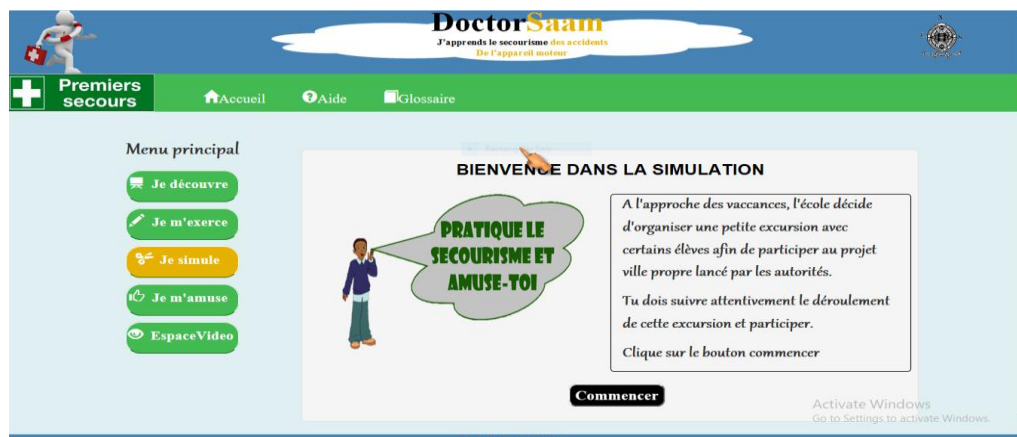 DoctorSaam
J'apprends le secourisme des accidents
De l'appareil moteur
Premiers
secours
Accueil
Aide
Glossaire
Menu principal
Je découvre
Je m'exerce
Je simule
Je m'amuse
EspaceVideo
BIENVENUE DANS LA SIMULATION
PRATIQUE LE
SECOURISME ET
AMUSE-TOI
A l'approche des vaccances, l'école décide
d'organiser une petite excursion avec
certains élèves afin de participer au projet
ville propre lancé par les autorités.
Tu dois suivre attentivement le déroulement
de cette excursion et participer.
Clique sur le bouton commencer
Commencer
Activate Windows
Go to Settings to activate Windows.